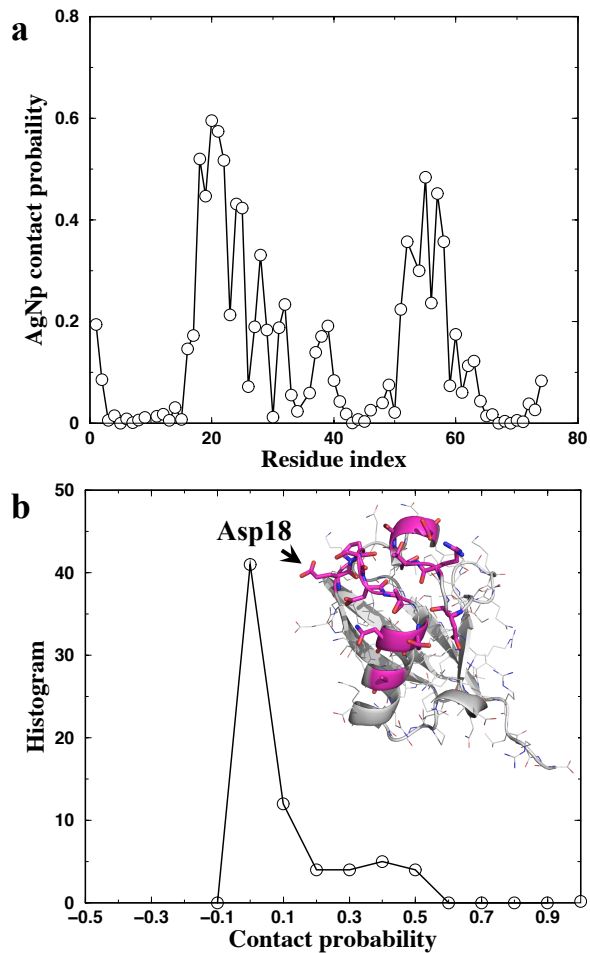 a
0.8
0.6
0.4
0.2
0
AgNp contact probaility
0 20 40 60 80
Residue index
b
50
40
30
20
10
0
Histogram
Asp18
−0.5 −0.3 −0.1 0.1 0.3 0.5 0.7 0.9
Contact probability